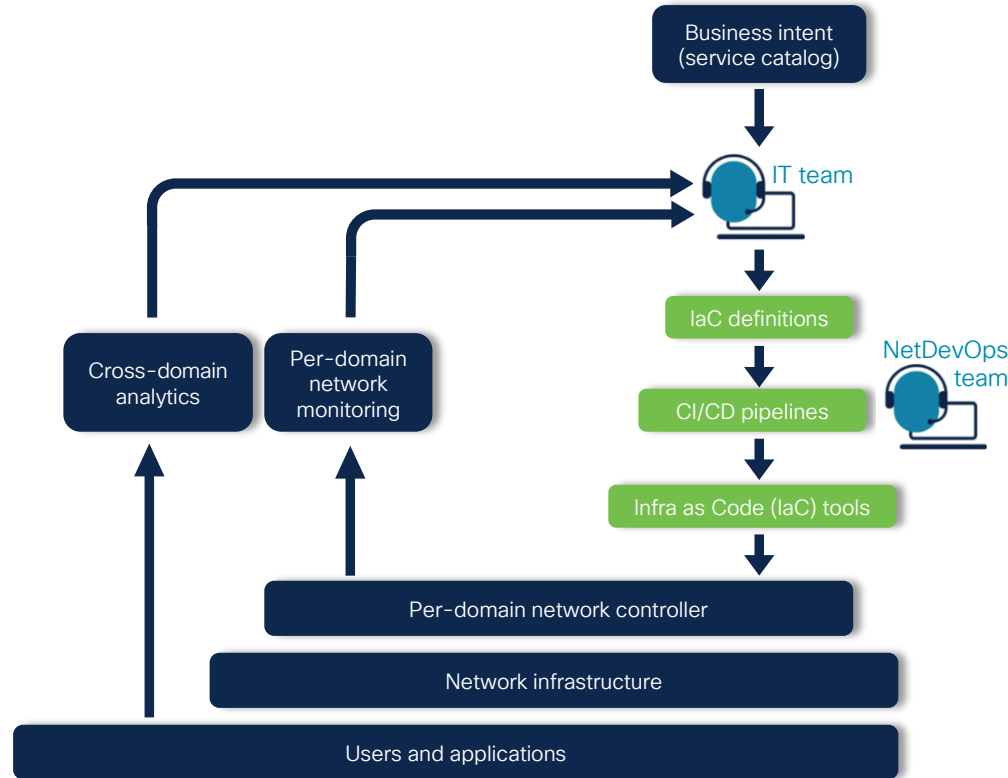 Business intent
(service catalog)
IT team
IaC definitions
NetDevOps
team
Cross-domain
analytics
Per-domain
network
monitoring
CI/CD pipelines
Infra as Code (IaC) tools
Per-domain network controller
Network infrastructure
Users and applications